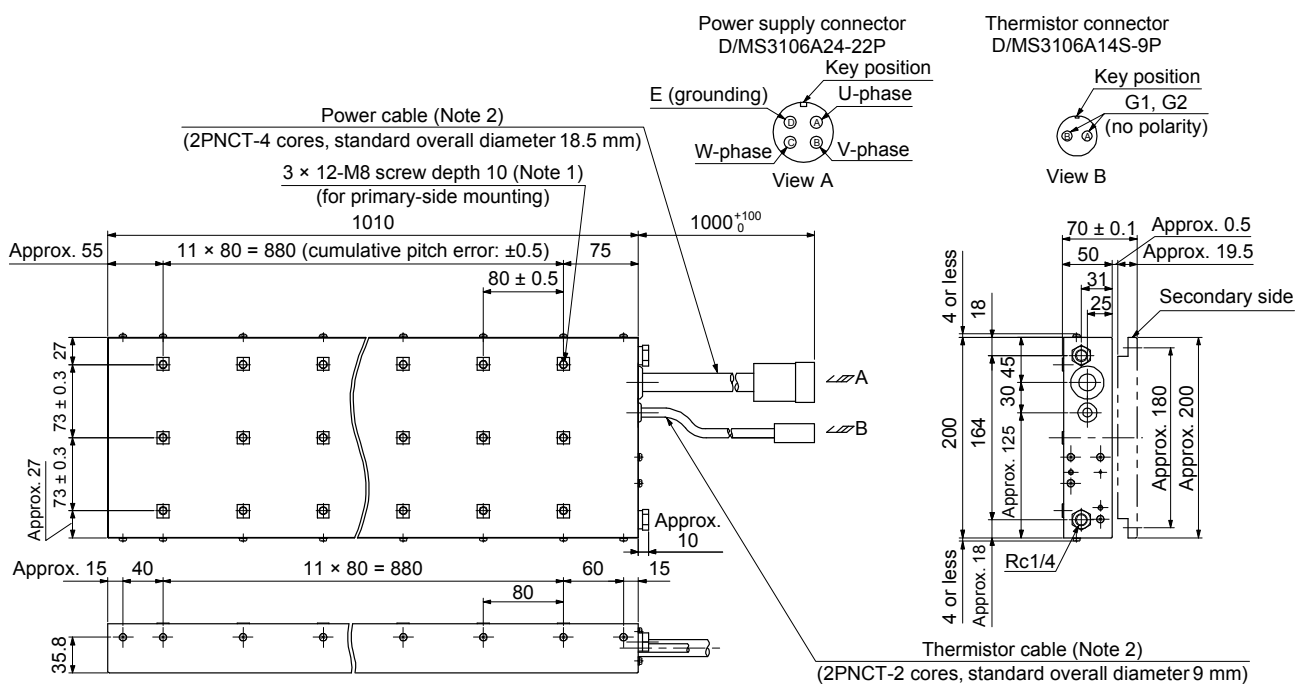 Power supply connector
D/MS3106A24-22P
Key position
E (grounding)
U-phase
D
A
C
B
W-phase
V-phase
View A
Thermistor connector
D/MS3106A14S-9P
Key position
G1, G2
(no polarity)
B
A
View B
Power cable (Note 2)
(2PNCT-4 cores, standard overall diameter 18.5 mm)
3 × 12-M8 screw depth 10 (Note 1)
(for primary-side mounting)
1010
1000 +100 0
Approx. 55
11 × 80 = 880 (cumulative pitch error: ±0.5)
75
80 ± 0.5
27
73 ± 0.3
73 ± 0.3
Approx. 27
A
B
Approx.
10
70 ± 0.1
Approx. 0.5
50
Approx. 19.5
31
25
Secondary side
4 or less
18
200
164
45
30
Approx. 125
Approx. 180
Approx. 200
4 or less
Approx. 18
Rc1/4
Approx. 15
40
11 × 80 = 880
60
15
80
35.8
Thermistor cable (Note 2)
(2PNCT-2 cores, standard overall diameter 9 mm)